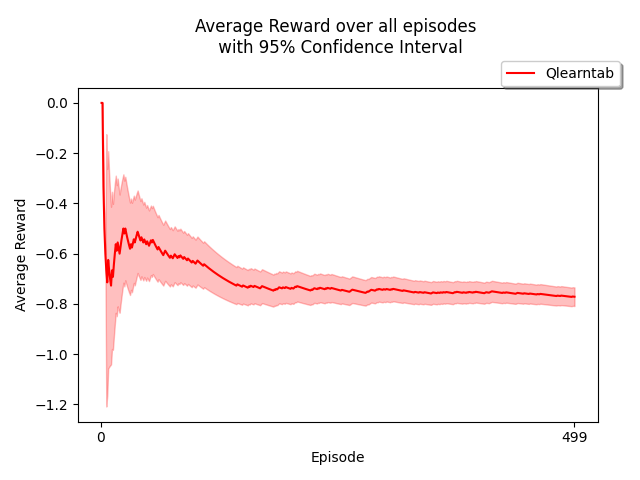 Average Reward over all episodes
with 95% Confidence Interval
Qlearntab
0.0
−0.2
−0.4
−0.6
−0.8
−1.0
−1.2
Average Reward
0
499
Episode